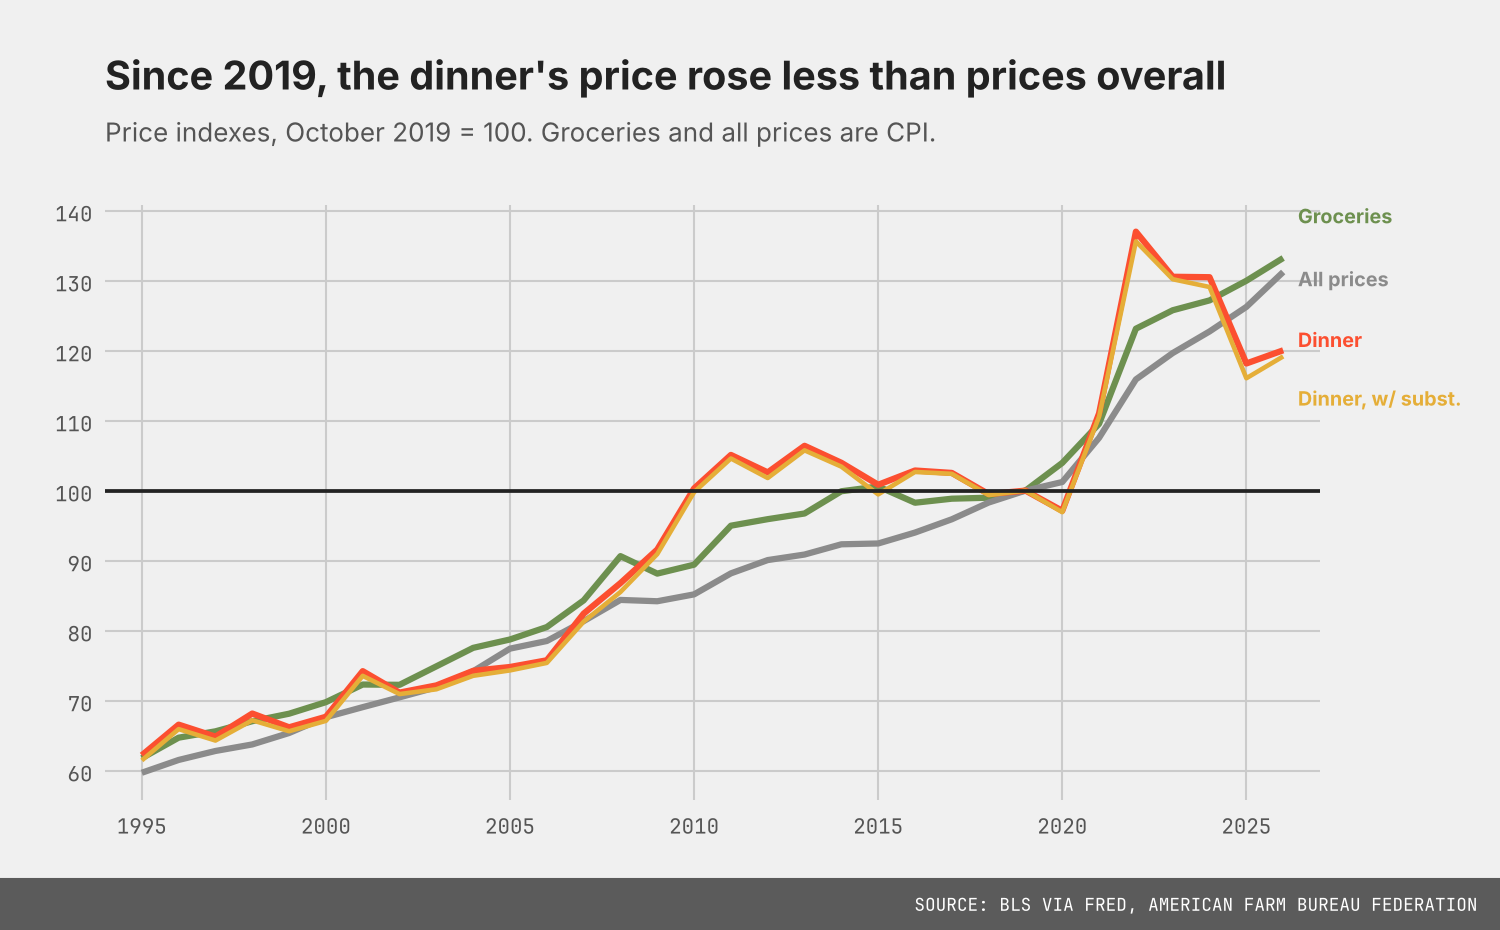 Since 2019, the dinner's price rose less than prices overall
Price indexes, October 2019 = 100. Groceries and all prices are CPI.
140
130
120
110
100
90
80
70
60
Groceries
All prices
Dinner
Dinner, w/ subst.
1995 2000 2005 2010 2015 2020 2025
SOURCE: BLS VIA FRED, AMERICAN FARM BUREAU FEDERATION